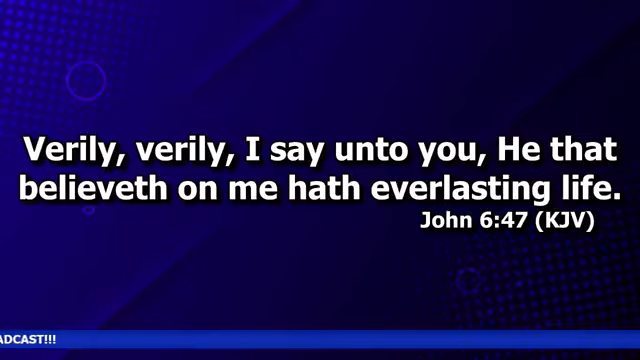 Verily, verily, I say unto you, He that
believeth on me hath everlasting life.
John 6:47 (KJV)
ADCAST!!!